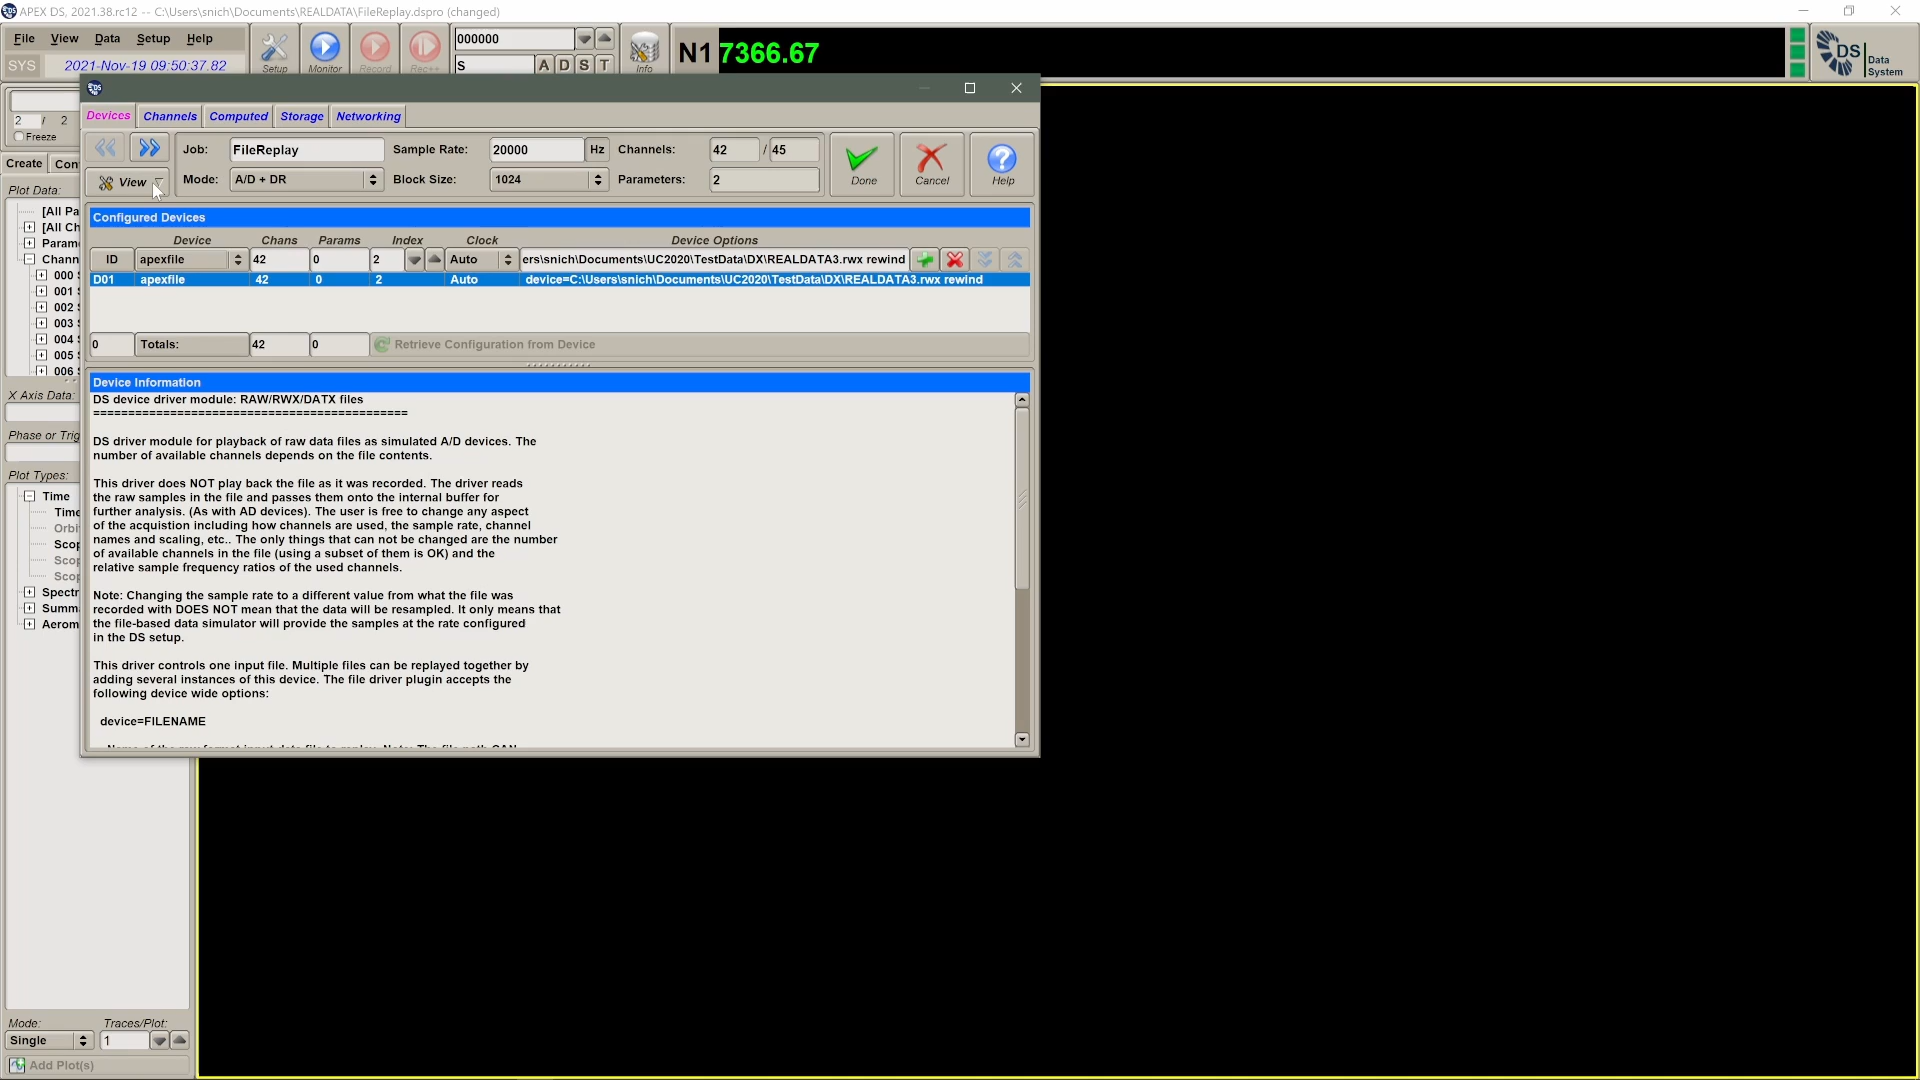 APEX DS, 2021.38.rc12 -- C:\Users\snich\Documents\REALDATA\FileReplay.dspro (changed)
File View Data Setup Help
SYS 2021-Nov-19 09:50:37.82
Setup Monitor Record Rec++ Info
000000
S A D S T
N1 7366.67
DS Data System
2 / 2
Freeze
Create
Plot Data:
Devices Channels Computed Storage Networking
Job: FileReplay Sample Rate: 20000 Hz Channels: 42 / 45
View Mode: A/D + DR Block Size: 1024 Parameters: 2
Done Cancel Help
Configured Devices
Device Chans Params Index Clock Device Options
ID apexfile 42 0 2 Auto ers\snich\Documents\UC2020\TestData\DX\REALDATA3.rwx rewind
D01 apexfile 42 0 2 Auto device=C:\Users\snich\Documents\UC2020\TestData\DX\REALDATA3.rwx rewind
0 Totals: 42 0 Retrieve Configuration from Device
Device Information
DS device driver module: RAW/RWX/DATX files
=============================================
DS driver module for playback of raw data files as simulated A/D devices. The
number of available channels depends on the file contents.
This driver does NOT play back the file as it was recorded. The driver reads
the raw samples in the file and passes them onto the internal buffer for
further analysis. (As with AD devices). The user is free to change any aspect
of the acquistion including how channels are used, the sample rate, channel
names and scaling, etc.. The only things that can not be changed are the number
of available channels in the file (using a subset of them is OK) and the
relative sample frequency ratios of the used channels.
Note: Changing the sample rate to a different value from what the file was
recorded with DOES NOT mean that the data will be resampled. It only means that
the file-based data simulator will provide the samples at the rate configured
in the DS setup.
This driver controls one input file. Multiple files can be replayed together by
adding several instances of this device. The file driver plugin accepts the
following device wide options:
device=FILENAME
[All Pa
[All Ch
Param
Chann
000
001
002
003
004
005
006
X Axis Data:
Phase or Trig
Plot Types:
Time
Time
Orbi
Scop
Scop
Scop
Spectr
Summ
Aerom
Mode: Traces/Plot:
Single 1
Add Plot(s)